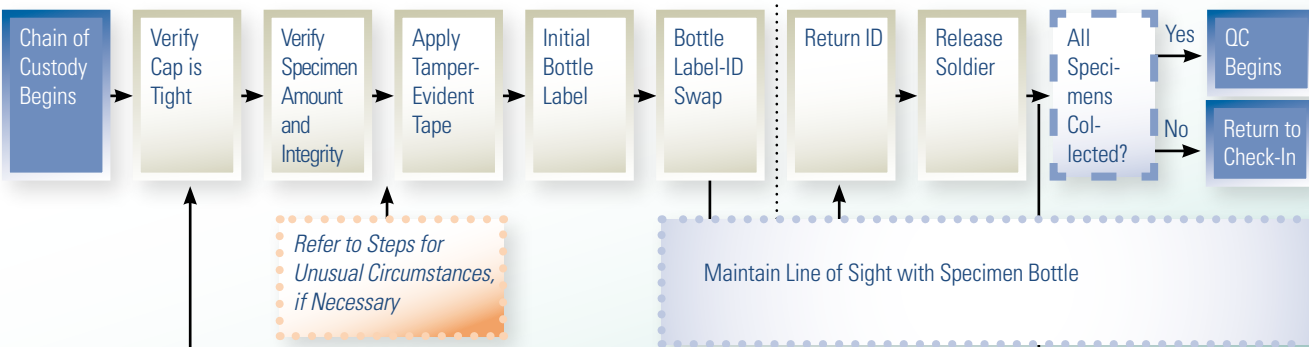 Chain of
Custody
Begins
Verify
Cap is
Tight
Verify
Specimen
Amount
and
Integrity
Apply
Tamper-
Evident
Tape
Initial
Bottle
Label
Bottle
Label-ID
Swap
Return ID
Release
Soldier
All
Speci-
mens
Col-
lected?
Yes
QC
Begins
No
Return to
Check-In
Refer to Steps for
Unusual Circumstances,
if Necessary
Maintain Line of Sight with Specimen Bottle